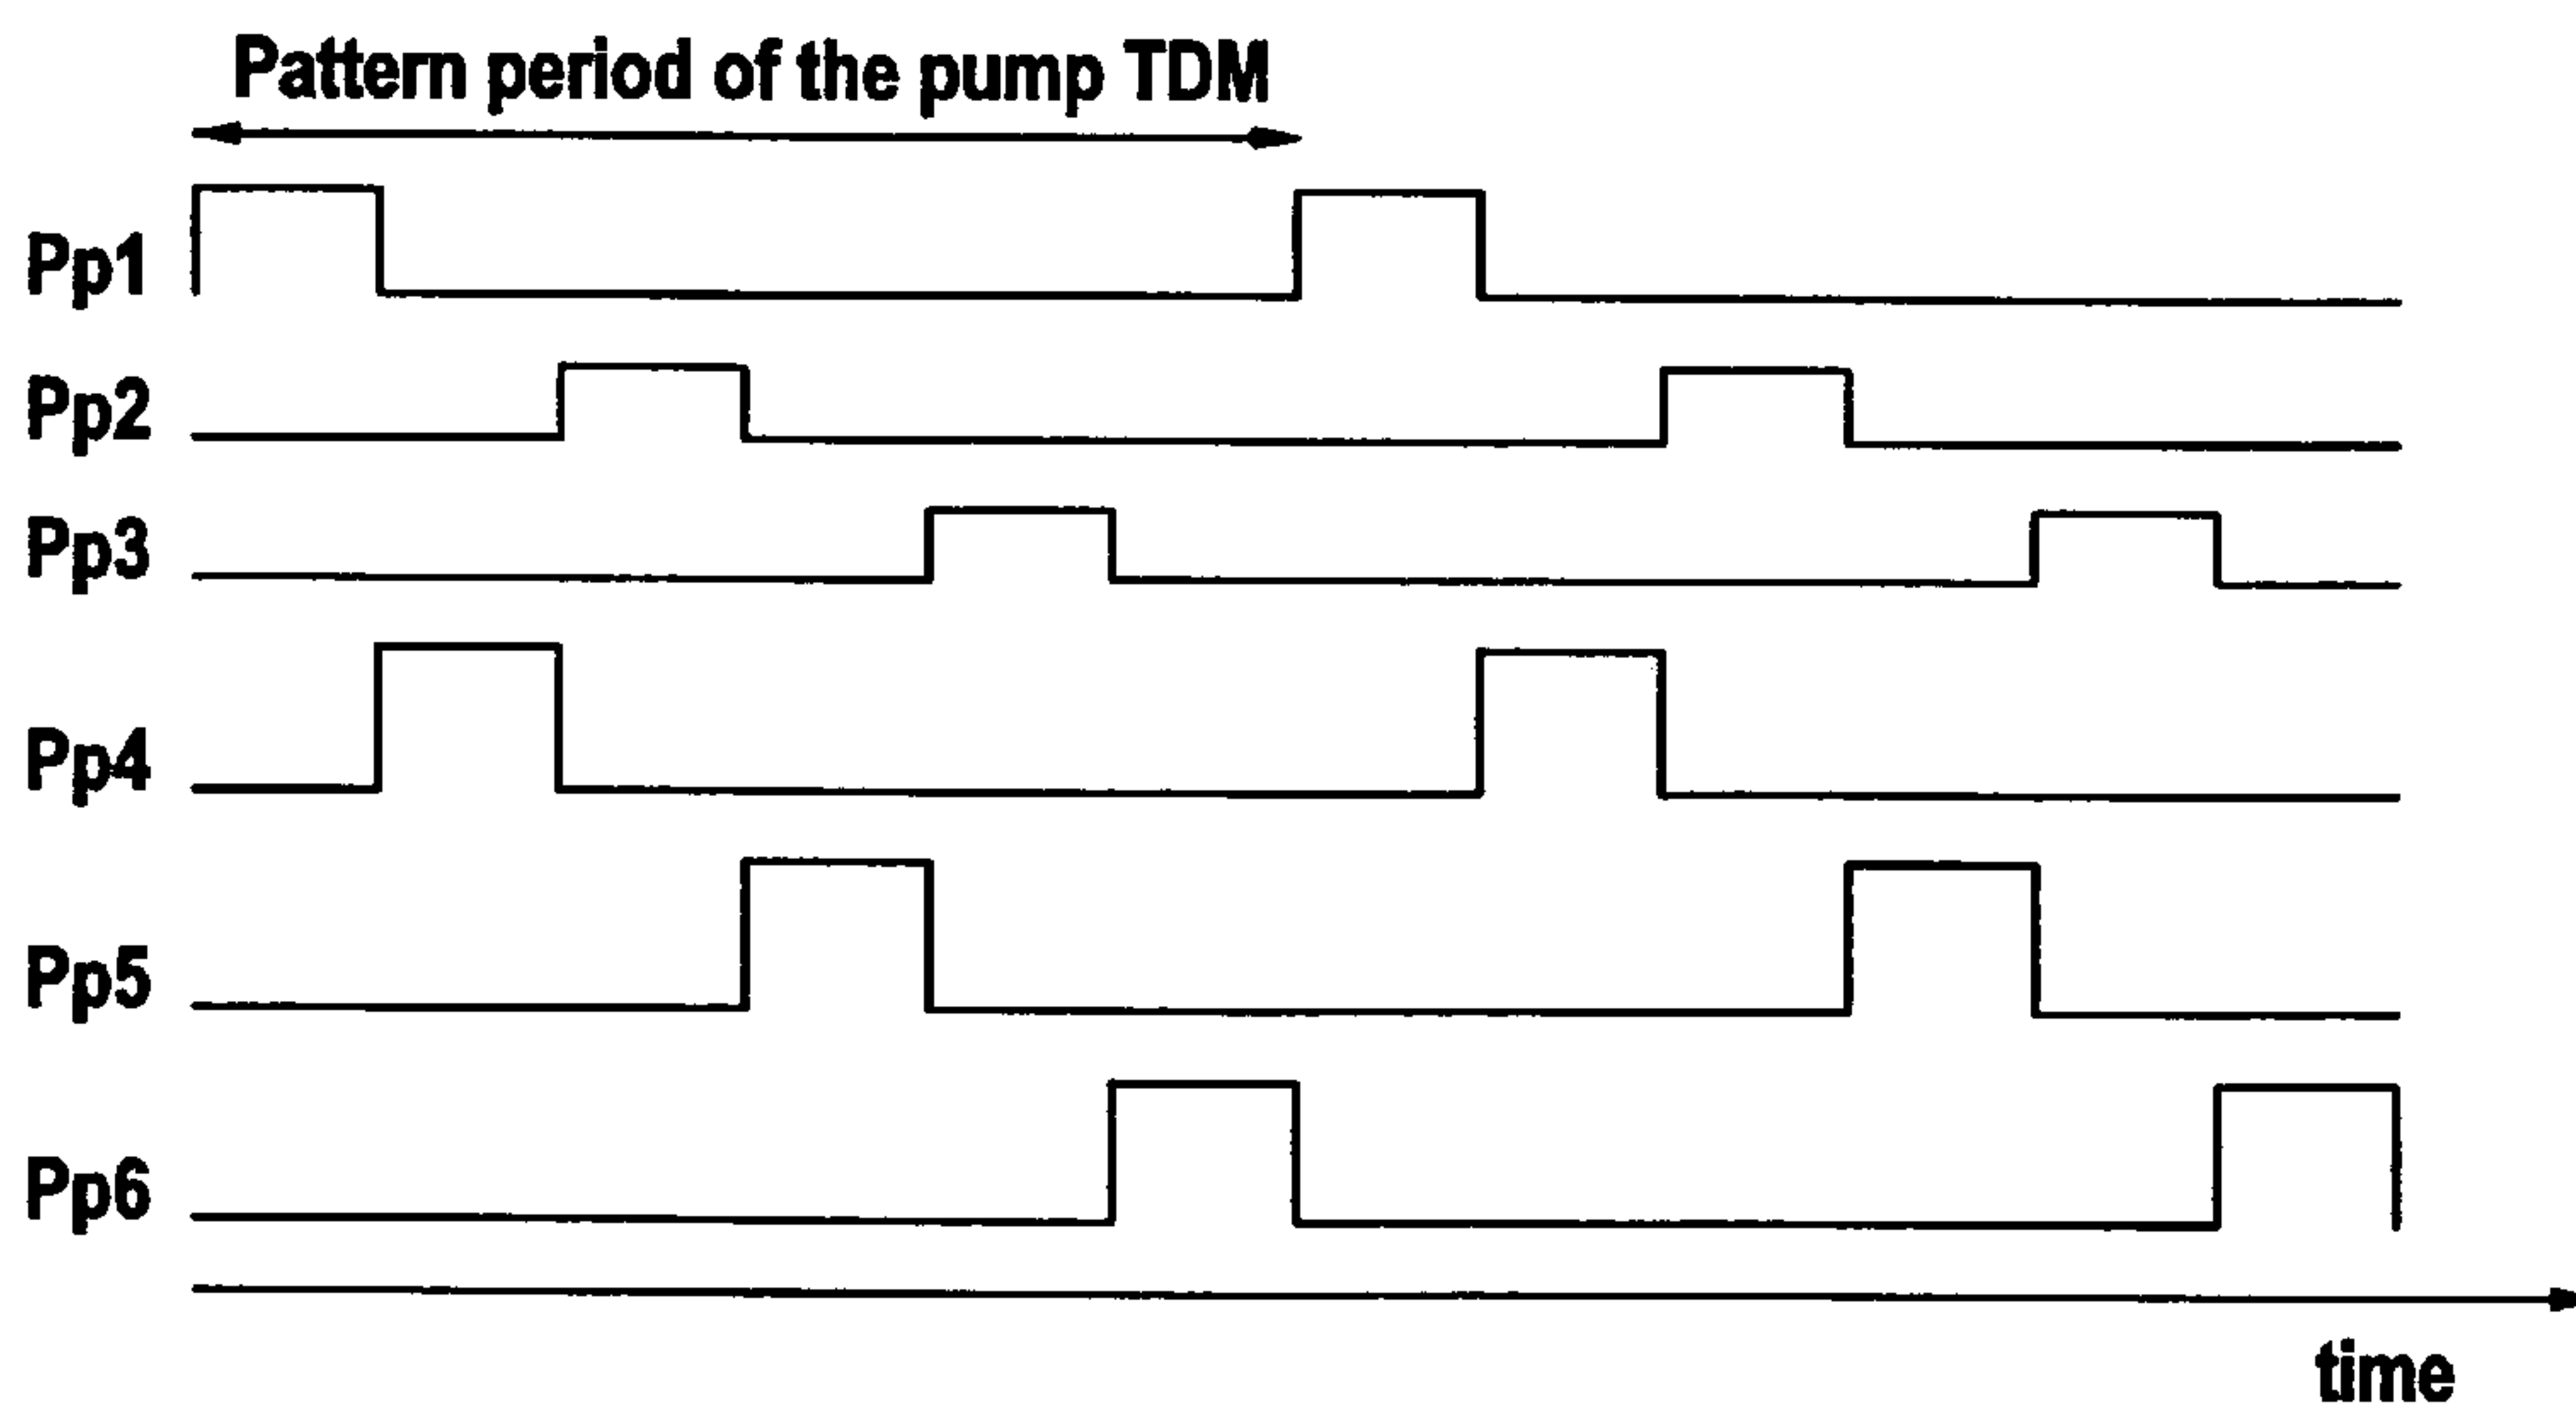 Pattern period of the pump TDM
Pp1
Pp2
Pp3
Pp4
Pp5
Pp6
time